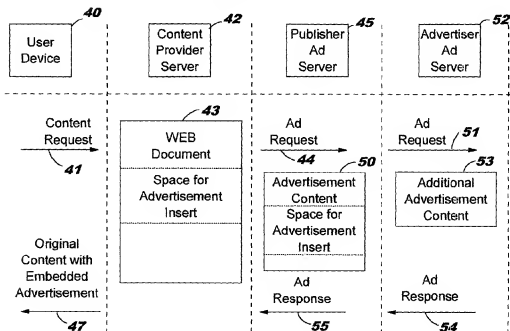 40
User
Device
42
Content
Provider
Server
45
Publisher
Ad
Server
52
Advertiser
Ad
Server
Content
Request
41
43
WEB
Document
Space for
Advertisement
Insert
Ad
Request
44
50
Advertisement
Content
Space for
Advertisement
Insert
Ad
Request
51
53
Additional
Advertisement
Content
Original
Content with
Embedded
Advertisement
47
Ad
Response
55
Ad
Response
54